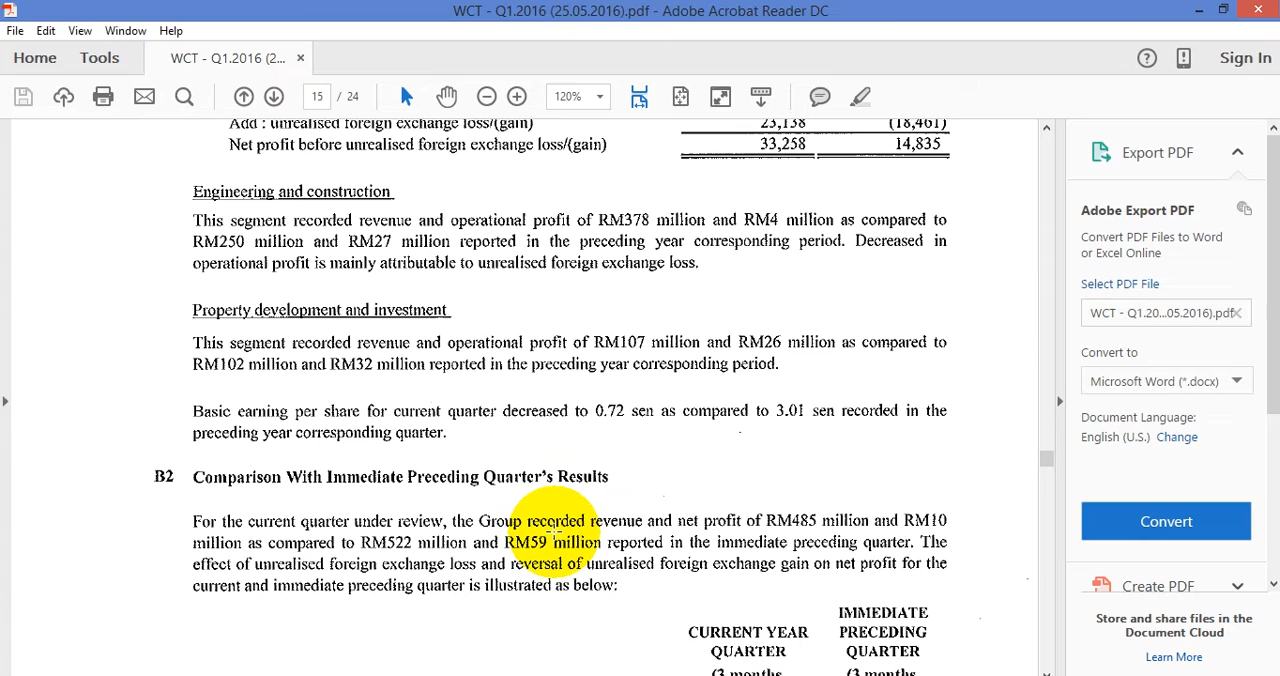 WCT - Q1.2016 (25.05.2016).pdf - Adobe Acrobat Reader DC
File Edit View Window Help
Home Tools WCT - Q1.2016 (2... × Sign In
15 / 24 120%
Add : unrealised foreign exchange loss/(gain) 23,138 (18,461)
Net profit before unrealised foreign exchange loss/(gain) 33,258 14,835
Engineering and construction
This segment recorded revenue and operational profit of RM378 million and RM4 million as compared to
RM250 million and RM27 million reported in the preceding year corresponding period. Decreased in
operational profit is mainly attributable to unrealised foreign exchange loss.
Property development and investment
This segment recorded revenue and operational profit of RM107 million and RM26 million as compared to
RM102 million and RM32 million reported in the preceding year corresponding period.
Basic earning per share for current quarter decreased to 0.72 sen as compared to 3.01 sen recorded in the
preceding year corresponding quarter.
B2 Comparison With Immediate Preceding Quarter's Results
For the current quarter under review, the Group recorded revenue and net profit of RM485 million and RM10
million as compared to RM522 million and RM59 million reported in the immediate preceding quarter. The
effect of unrealised foreign exchange loss and reversal of unrealised foreign exchange gain on net profit for the
current and immediate preceding quarter is illustrated as below:
IMMEDIATE
CURRENT YEAR PRECEDING
QUARTER QUARTER
(3 months (3 months
Export PDF
Adobe Export PDF
Convert PDF Files to Word
or Excel Online
Select PDF File
WCT - Q1.20...05.2016).pdf ×
Convert to
Microsoft Word (*.docx)
Document Language:
English (U.S.) Change
Convert
Create PDF
Store and share files in the
Document Cloud
Learn More